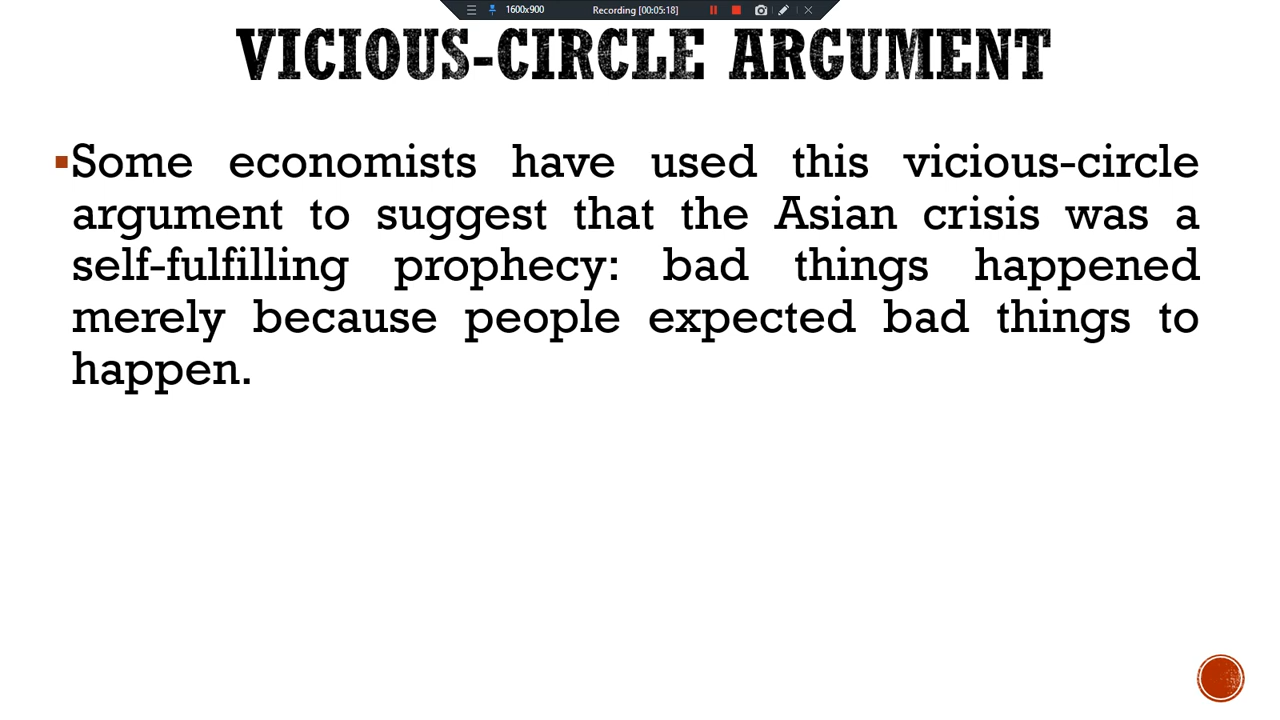 1600x900 Recording [00:05:18]
VICIOUS-CIRCLE ARGUMENT
Some economists have used this vicious-circle
argument to suggest that the Asian crisis was a
self-fulfilling prophecy: bad things happened
merely because people expected bad things to
happen.